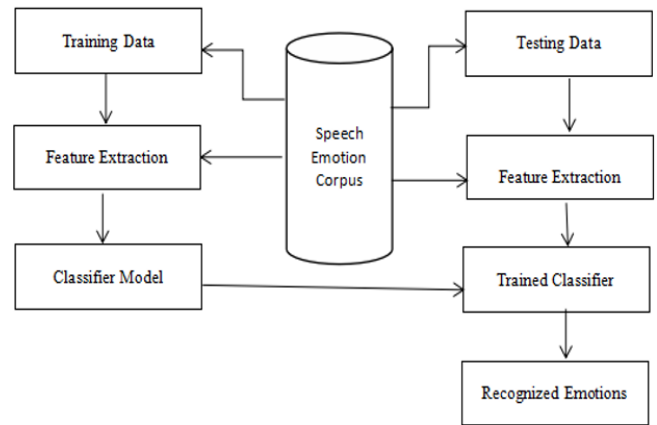 Training Data
Feature Extraction
Classifier Model
Speech
Emotion
Corpus
Testing Data
Feature Extraction
Trained Classifier
Recognized Emotions